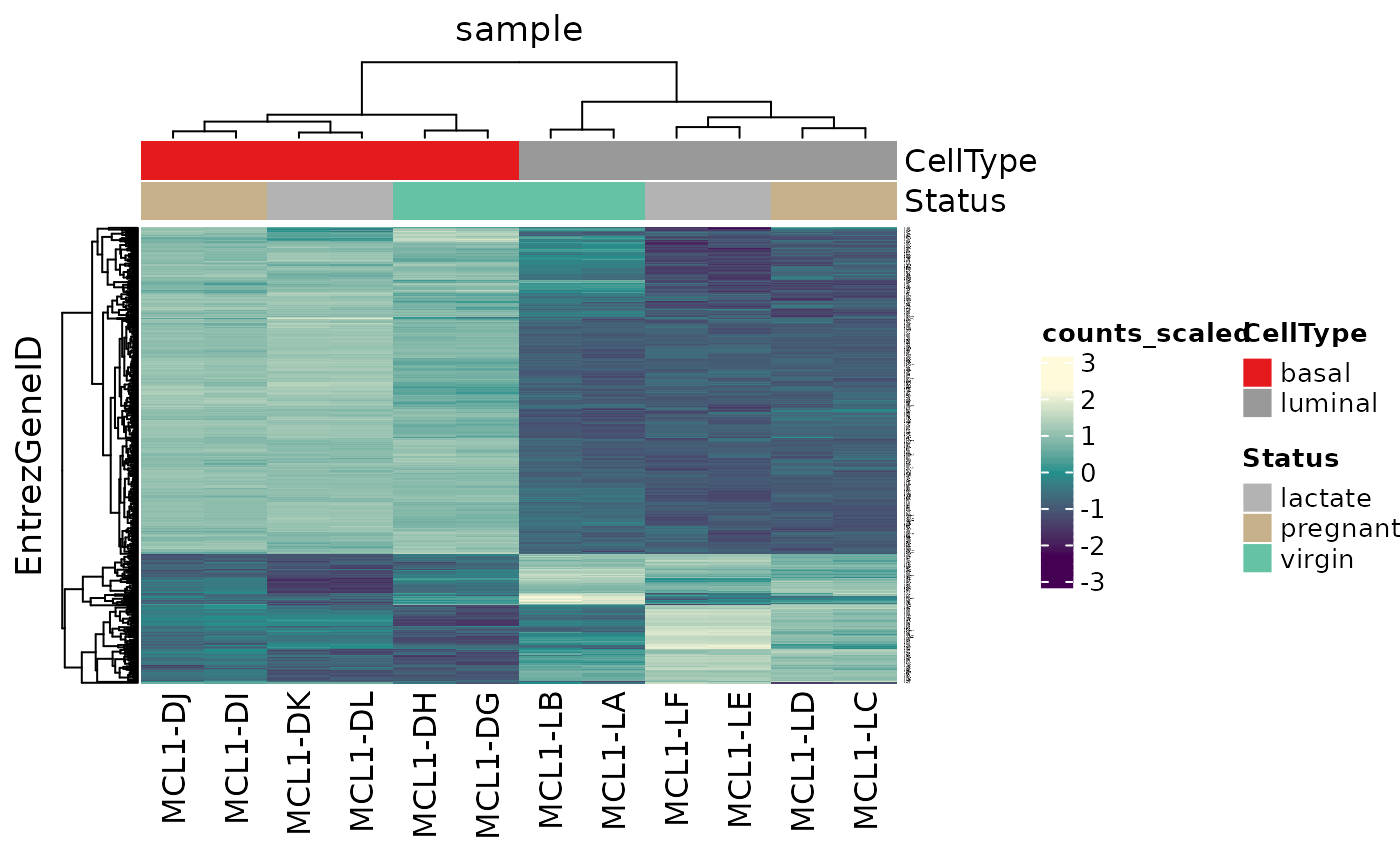 sample
CellType
Status
EntrezGeneID
MCL1-DJ
MCL1-DI
MCL1-DK
MCL1-DL
MCL1-DH
MCL1-DG
MCL1-LB
MCL1-LA
MCL1-LF
MCL1-LE
MCL1-LD
MCL1-LC
counts_scaled
3
2
1
0
-1
-2
-3
CellType
basal
luminal
Status
lactate
pregnant
virgin